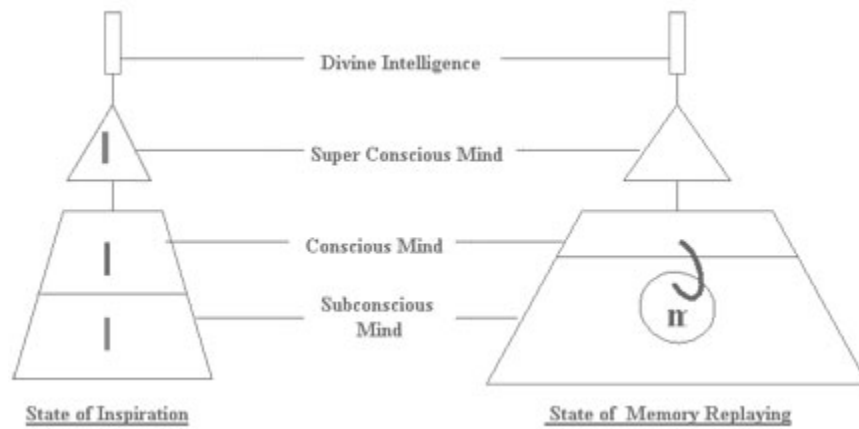 Divine Intelligence
Super Conscious Mind
I
Conscious Mind
I
Subconscious
Mind
I
m
State of Inspiration
State of Memory Replaying